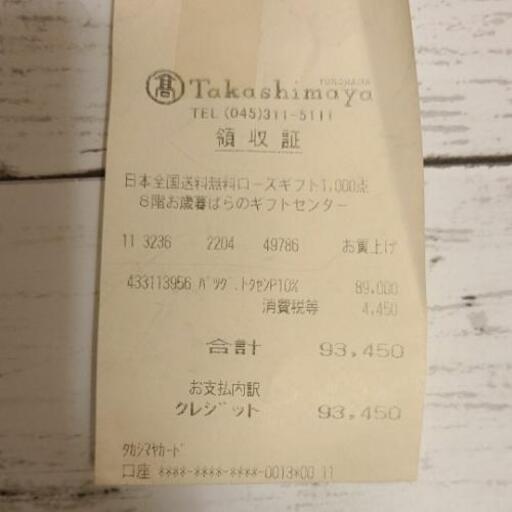 YOKOHAMA
髙 Takashimaya
TEL (045)311-5111
領収証
日本全国送料無料ローズギフト1,000点
8階お歳暮ばらのギフトセンター
11 3236 2204 49786 お買上げ
433113956 ﾊﾞｯｸﾞ.ﾄｸｾﾝP10% 89,000
消費税等 4,450
合計 93,450
お支払内訳
クレジット 93,450
ﾀｶｼﾏﾔｶｰﾄﾞ
口座 ****-****-****-0013*00 11